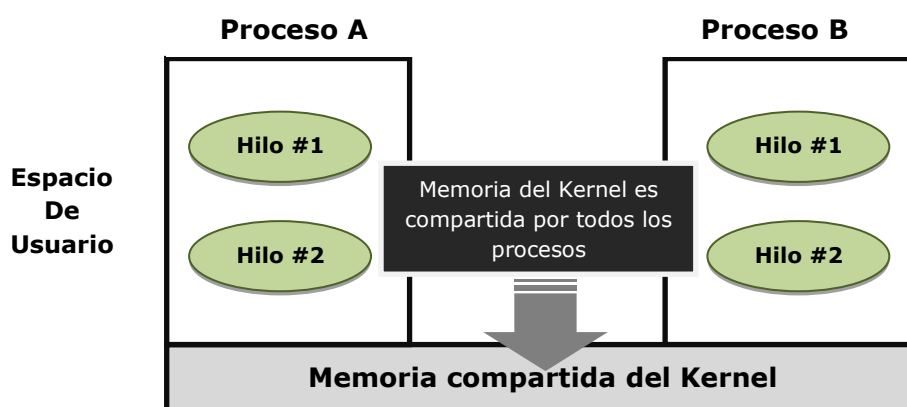 Proceso A
Proceso B
Espacio
De
Usuario
Hilo #1
Hilo #2
Memoria del Kernel es
compartida por todos los
procesos
Hilo #1
Hilo #2
Memoria compartida del Kernel